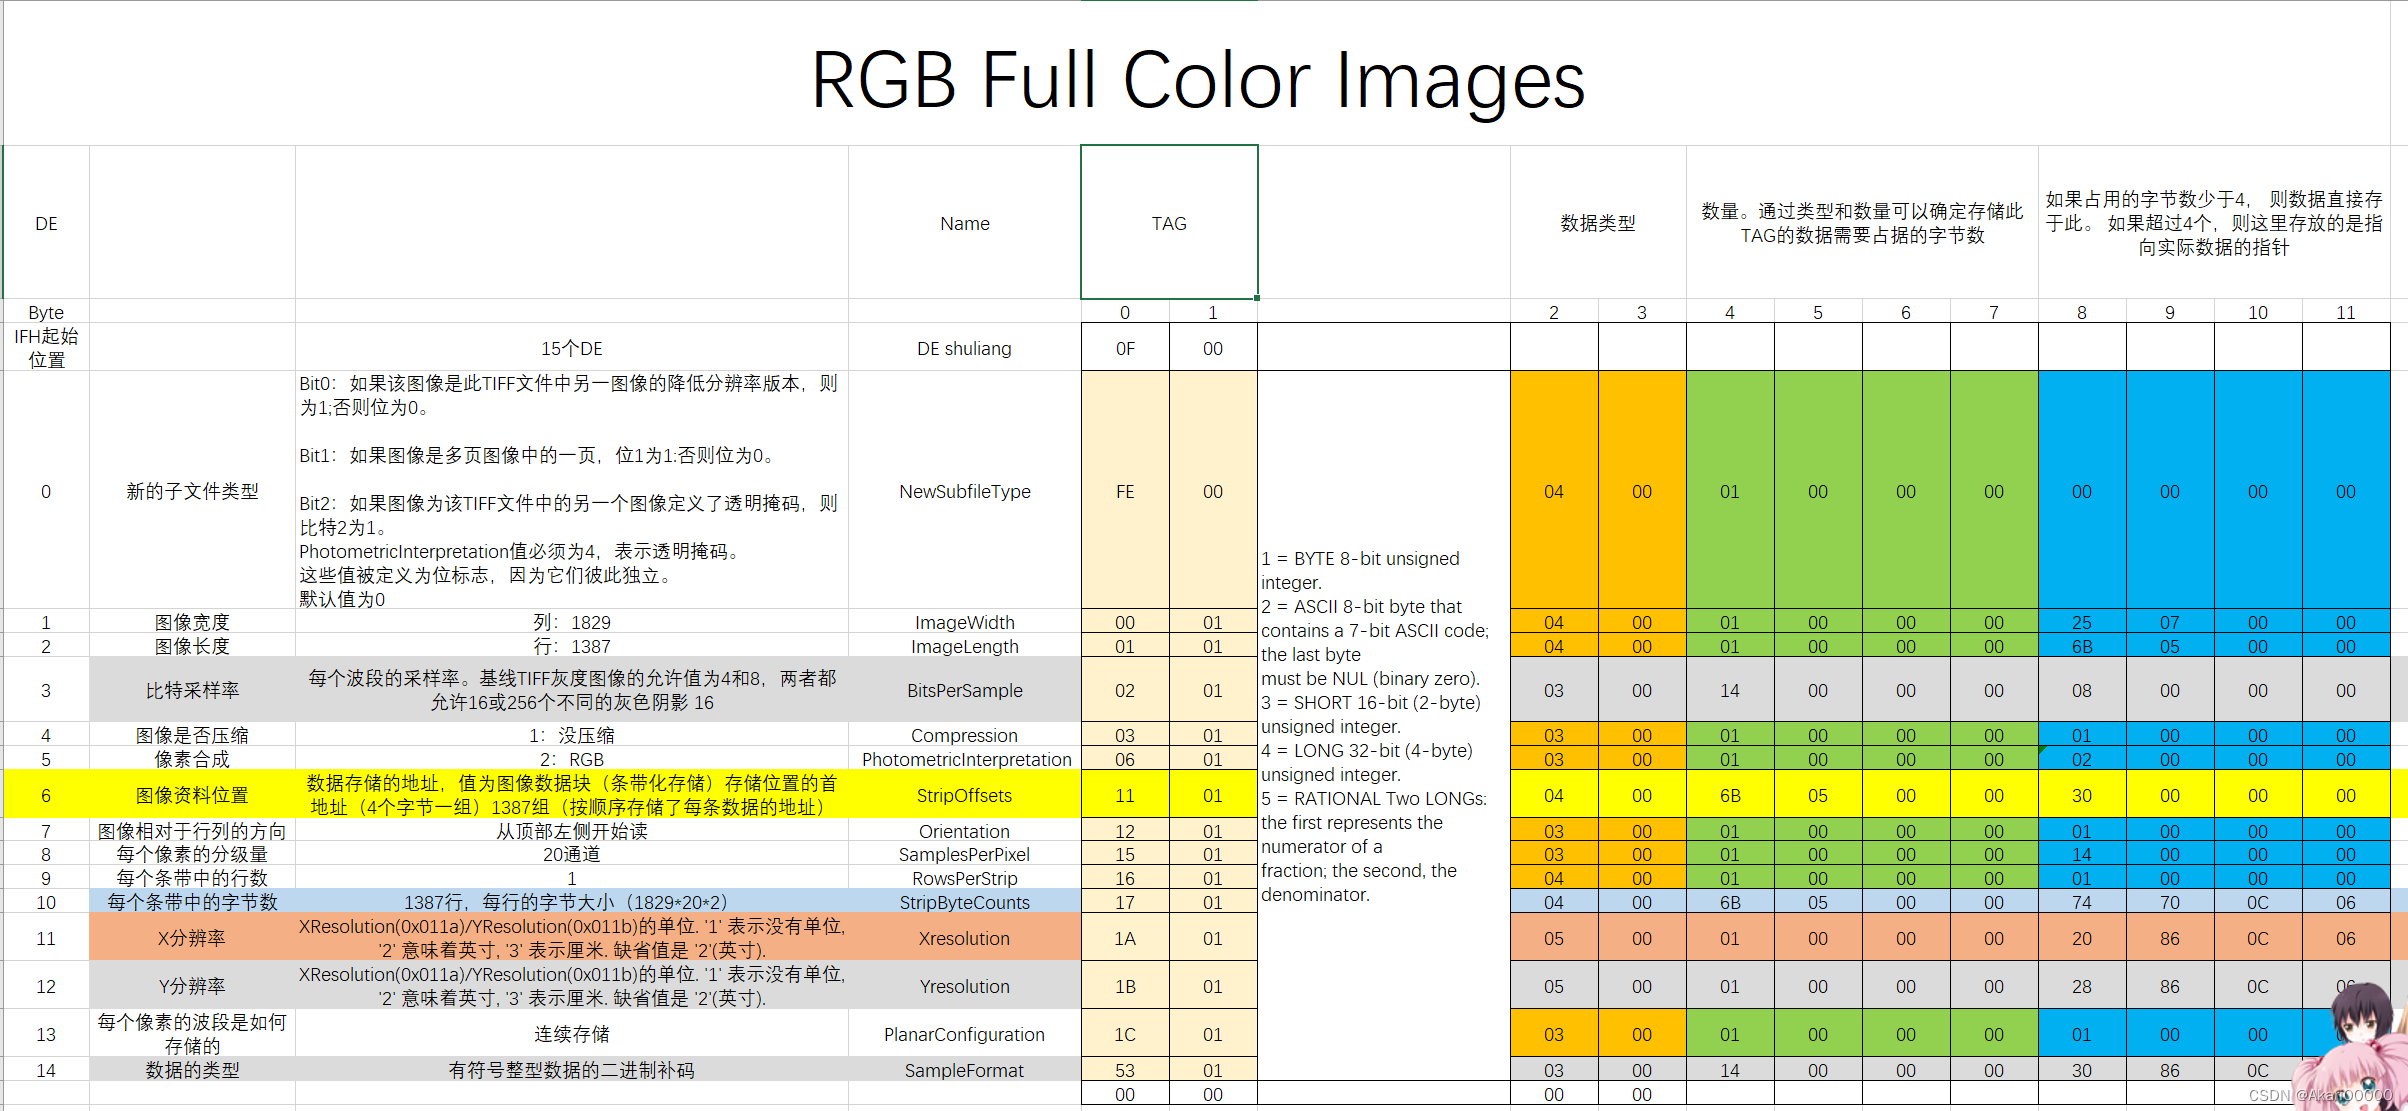 RGB Full Color Images
DE Name TAG 数据类型 数量。通过类型和数量可以确定存储此
TAG的数据需要占据的字节数
如果占用的字节数少于4， 则数据直接存
于此。 如果超过4个，则这里存放的是指
向实际数据的指针
Byte 0 1 2 3 4 5 6 7 8 9 10 11
IFH起始
位置
15个DE DE shuliang 0F 00
Bit0：如果该图像是此TIFF文件中另一图像的降低分辨率版本，则
为1;否则位为0。
Bit1：如果图像是多页图像中的一页，位1为1:否则位为0。
Bit2：如果图像为该TIFF文件中的另一个图像定义了透明掩码，则
比特2为1。
PhotometricInterpretation值必须为4，表示透明掩码。
这些值被定义为位标志，因为它们彼此独立。
默认值为0
0 新的子文件类型 NewSubfileType FE 00 04 00 01 00 00 00 00 00 00 00
1 = BYTE 8-bit unsigned
integer.
2 = ASCII 8-bit byte that
contains a 7-bit ASCII code;
the last byte
must be NUL (binary zero).
3 = SHORT 16-bit (2-byte)
unsigned integer.
4 = LONG 32-bit (4-byte)
unsigned integer.
5 = RATIONAL Two LONGs:
the first represents the
numerator of a
fraction; the second, the
denominator.
1 图像宽度 列：1829 ImageWidth 00 01 04 00 01 00 00 00 25 07 00 00
2 图像长度 行：1387 ImageLength 01 01 04 00 01 00 00 00 6B 05 00 00
3 比特采样率 每个波段的采样率。基线TIFF灰度图像的允许值为4和8，两者都
允许16或256个不同的灰色阴影 16
BitsPerSample 02 01 03 00 14 00 00 00 08 00 00 00
4 图像是否压缩 1：没压缩 Compression 03 01 03 00 01 00 00 00 01 00 00 00
5 像素合成 2：RGB PhotometricInterpretation 06 01 03 00 01 00 00 00 02 00 00 00
6 图像资料位置 数据存储的地址，值为图像数据块（条带化存储）存储位置的首
地址（4个字节一组）1387组（按顺序存储了每条数据的地址）
StripOffsets 11 01 04 00 6B 05 00 00 30 00 00 00
7 图像相对于行列的方向 从顶部左侧开始读 Orientation 12 01 03 00 01 00 00 00 01 00 00 00
8 每个像素的分级量 20通道 SamplesPerPixel 15 01 03 00 01 00 00 00 14 00 00 00
9 每个条带中的行数 1 RowsPerStrip 16 01 04 00 01 00 00 00 01 00 00 00
10 每个条带中的字节数 1387行，每行的字节大小（1829*20*2） StripByteCounts 17 01 04 00 6B 05 00 00 74 70 0C 06
11 X分辨率 XResolution(0x011a)/YResolution(0x011b)的单位. '1' 表示没有单位,
'2' 意味着英寸, '3' 表示厘米. 缺省值是 '2'(英寸).
Xresolution 1A 01 05 00 01 00 00 00 20 86 0C 06
12 Y分辨率 XResolution(0x011a)/YResolution(0x011b)的单位. '1' 表示没有单位,
'2' 意味着英寸, '3' 表示厘米. 缺省值是 '2'(英寸).
Yresolution 1B 01 05 00 01 00 00 00 28 86 0C
13 每个像素的波段是如何
存储的
连续存储 PlanarConfiguration 1C 01 03 00 01 00 00 00 01 00 00
14 数据的类型 有符号整型数据的二进制补码 SampleFormat 53 01 03 00 14 00 00 00 30 86 0C
00 00 00 00
CSDN